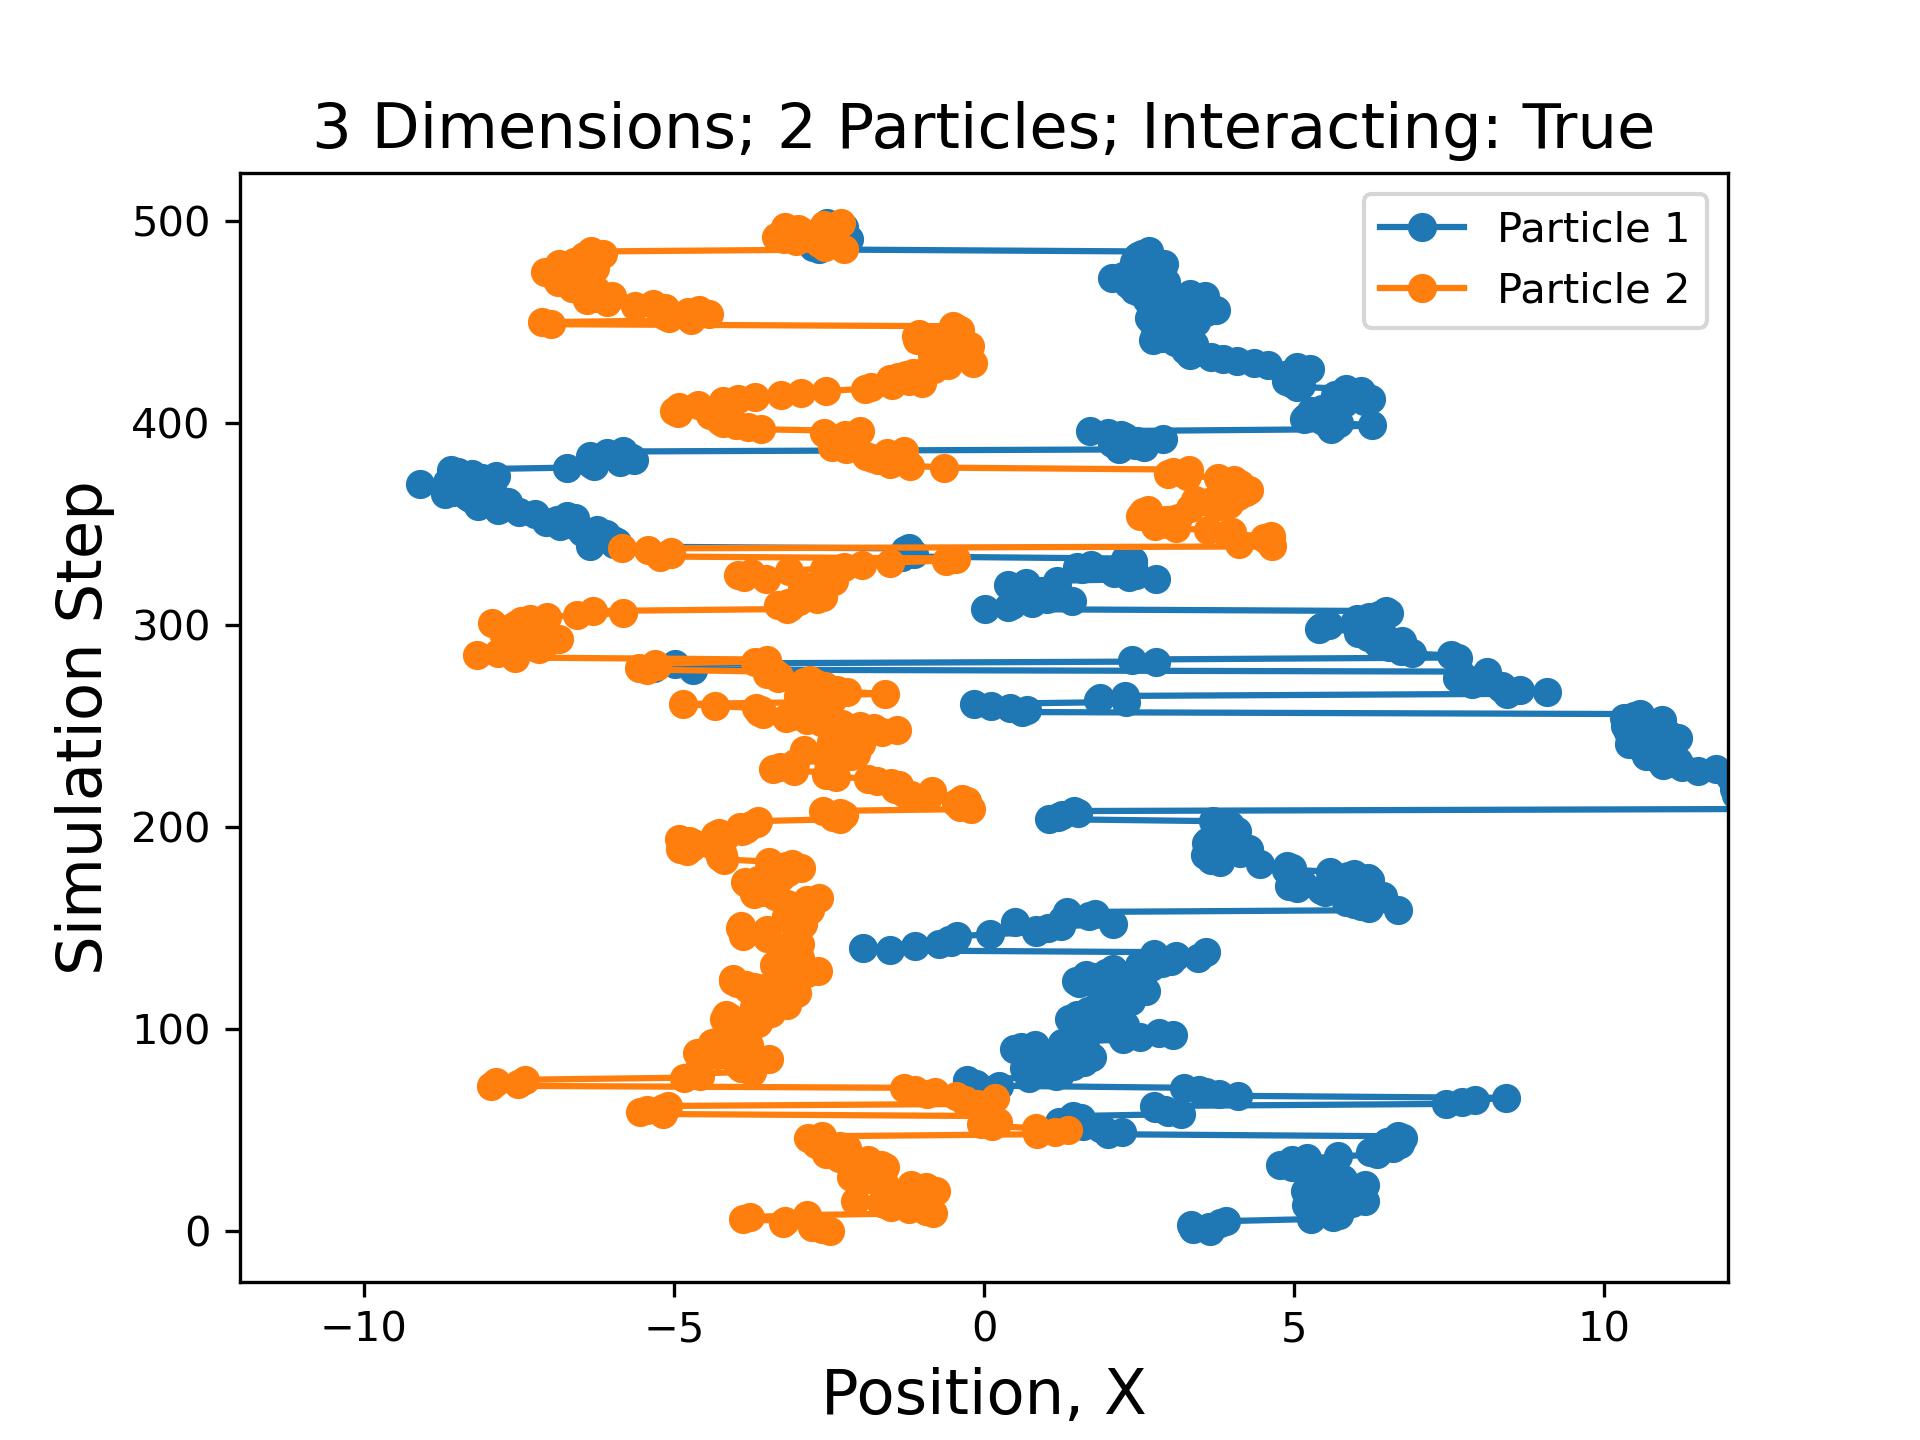 3 Dimensions; 2 Particles; Interacting: True
Particle 1
Particle 2
Simulation Step
500
400
300
200
100
0
−10
−5
0
5
10
Position, X